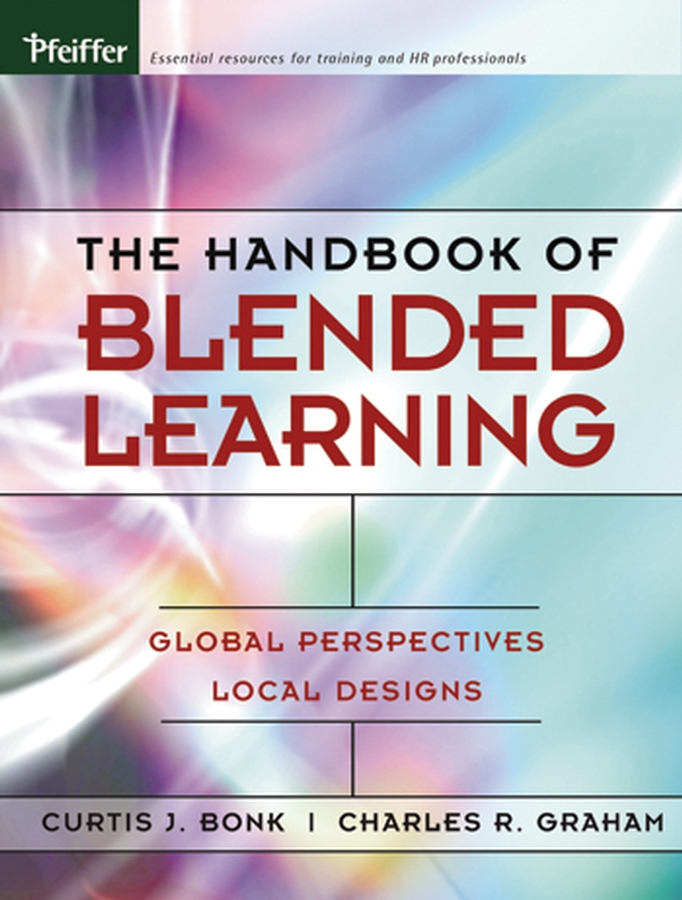 Pfeiffer
Essential resources for training and HR professionals
THE HANDBOOK OF
BLENDED
LEARNING
GLOBAL PERSPECTIVES
LOCAL DESIGNS
CURTIS J. BONK | CHARLES R. GRAHAM